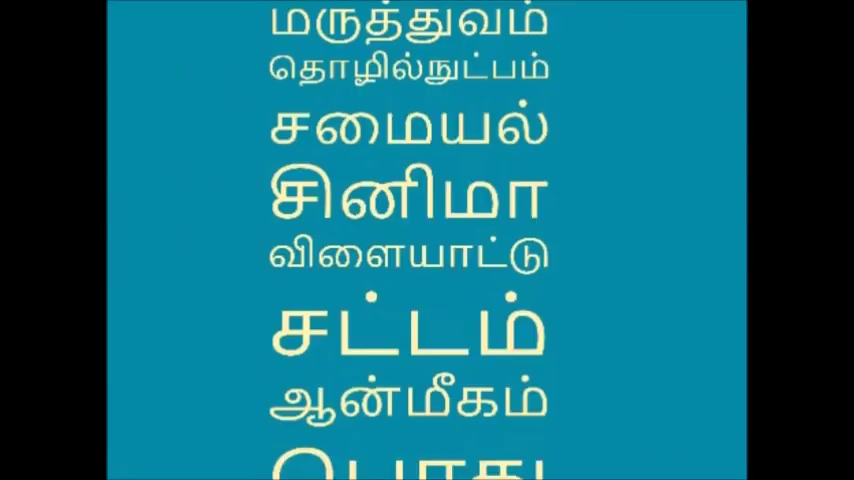 மருத்துவம்
தொழில்நுட்பம்
சமையல்
சினிமா
விளையாட்டு
சட்டம்
ஆன்மீகம்
பொது